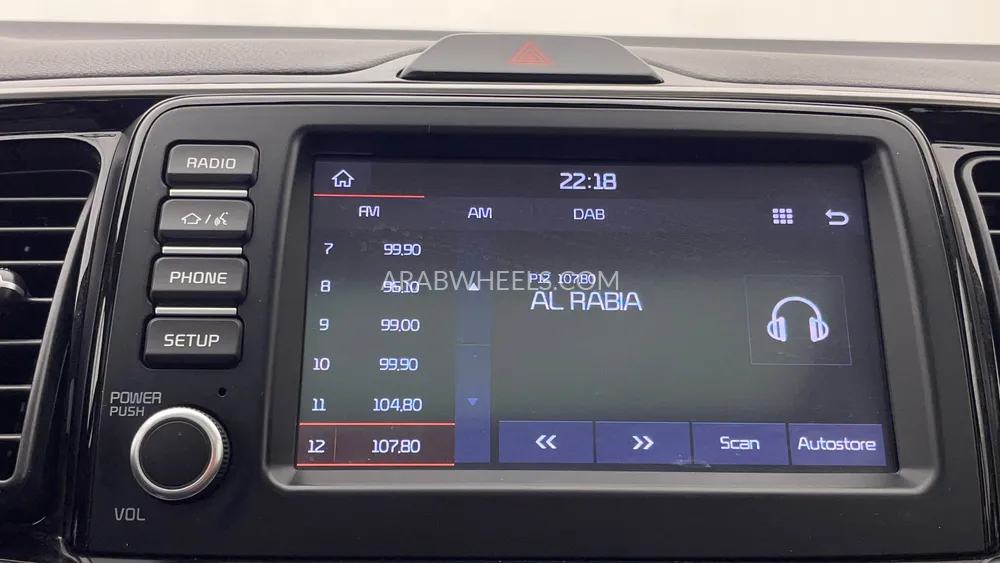 RADIO
22:18
FM AM DAB
7 99.90
8 95.10
ARABWHEELS.COM
P12 107.80
AL RABIA
PHONE
9 99.00
SETUP
10 99.90
11 104.80
POWER
PUSH
12 107.80
Scan
Autostore
VOL